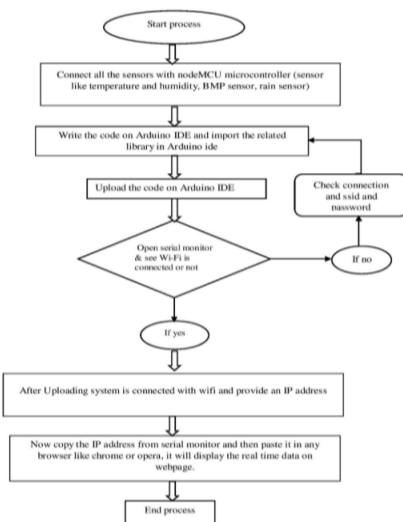 Start process
Connect all the sensors with nodeMCU microcontroller (sensor
like temperature and humidity, BMP sensor, rain sensor)
Write the code on Arduino IDE and import the related
library in Arduino ide
Upload the code on Arduino IDE
Check connection
and ssid and
password
Open serial monitor
& see Wi-Fi is
connected or not
If no
If yes
After Uploading system is connected with wifi and provide an IP address
Now copy the IP address from serial monitor and then paste it in any
browser like chrome or opera, it will display the real time data on
webpage.
End process